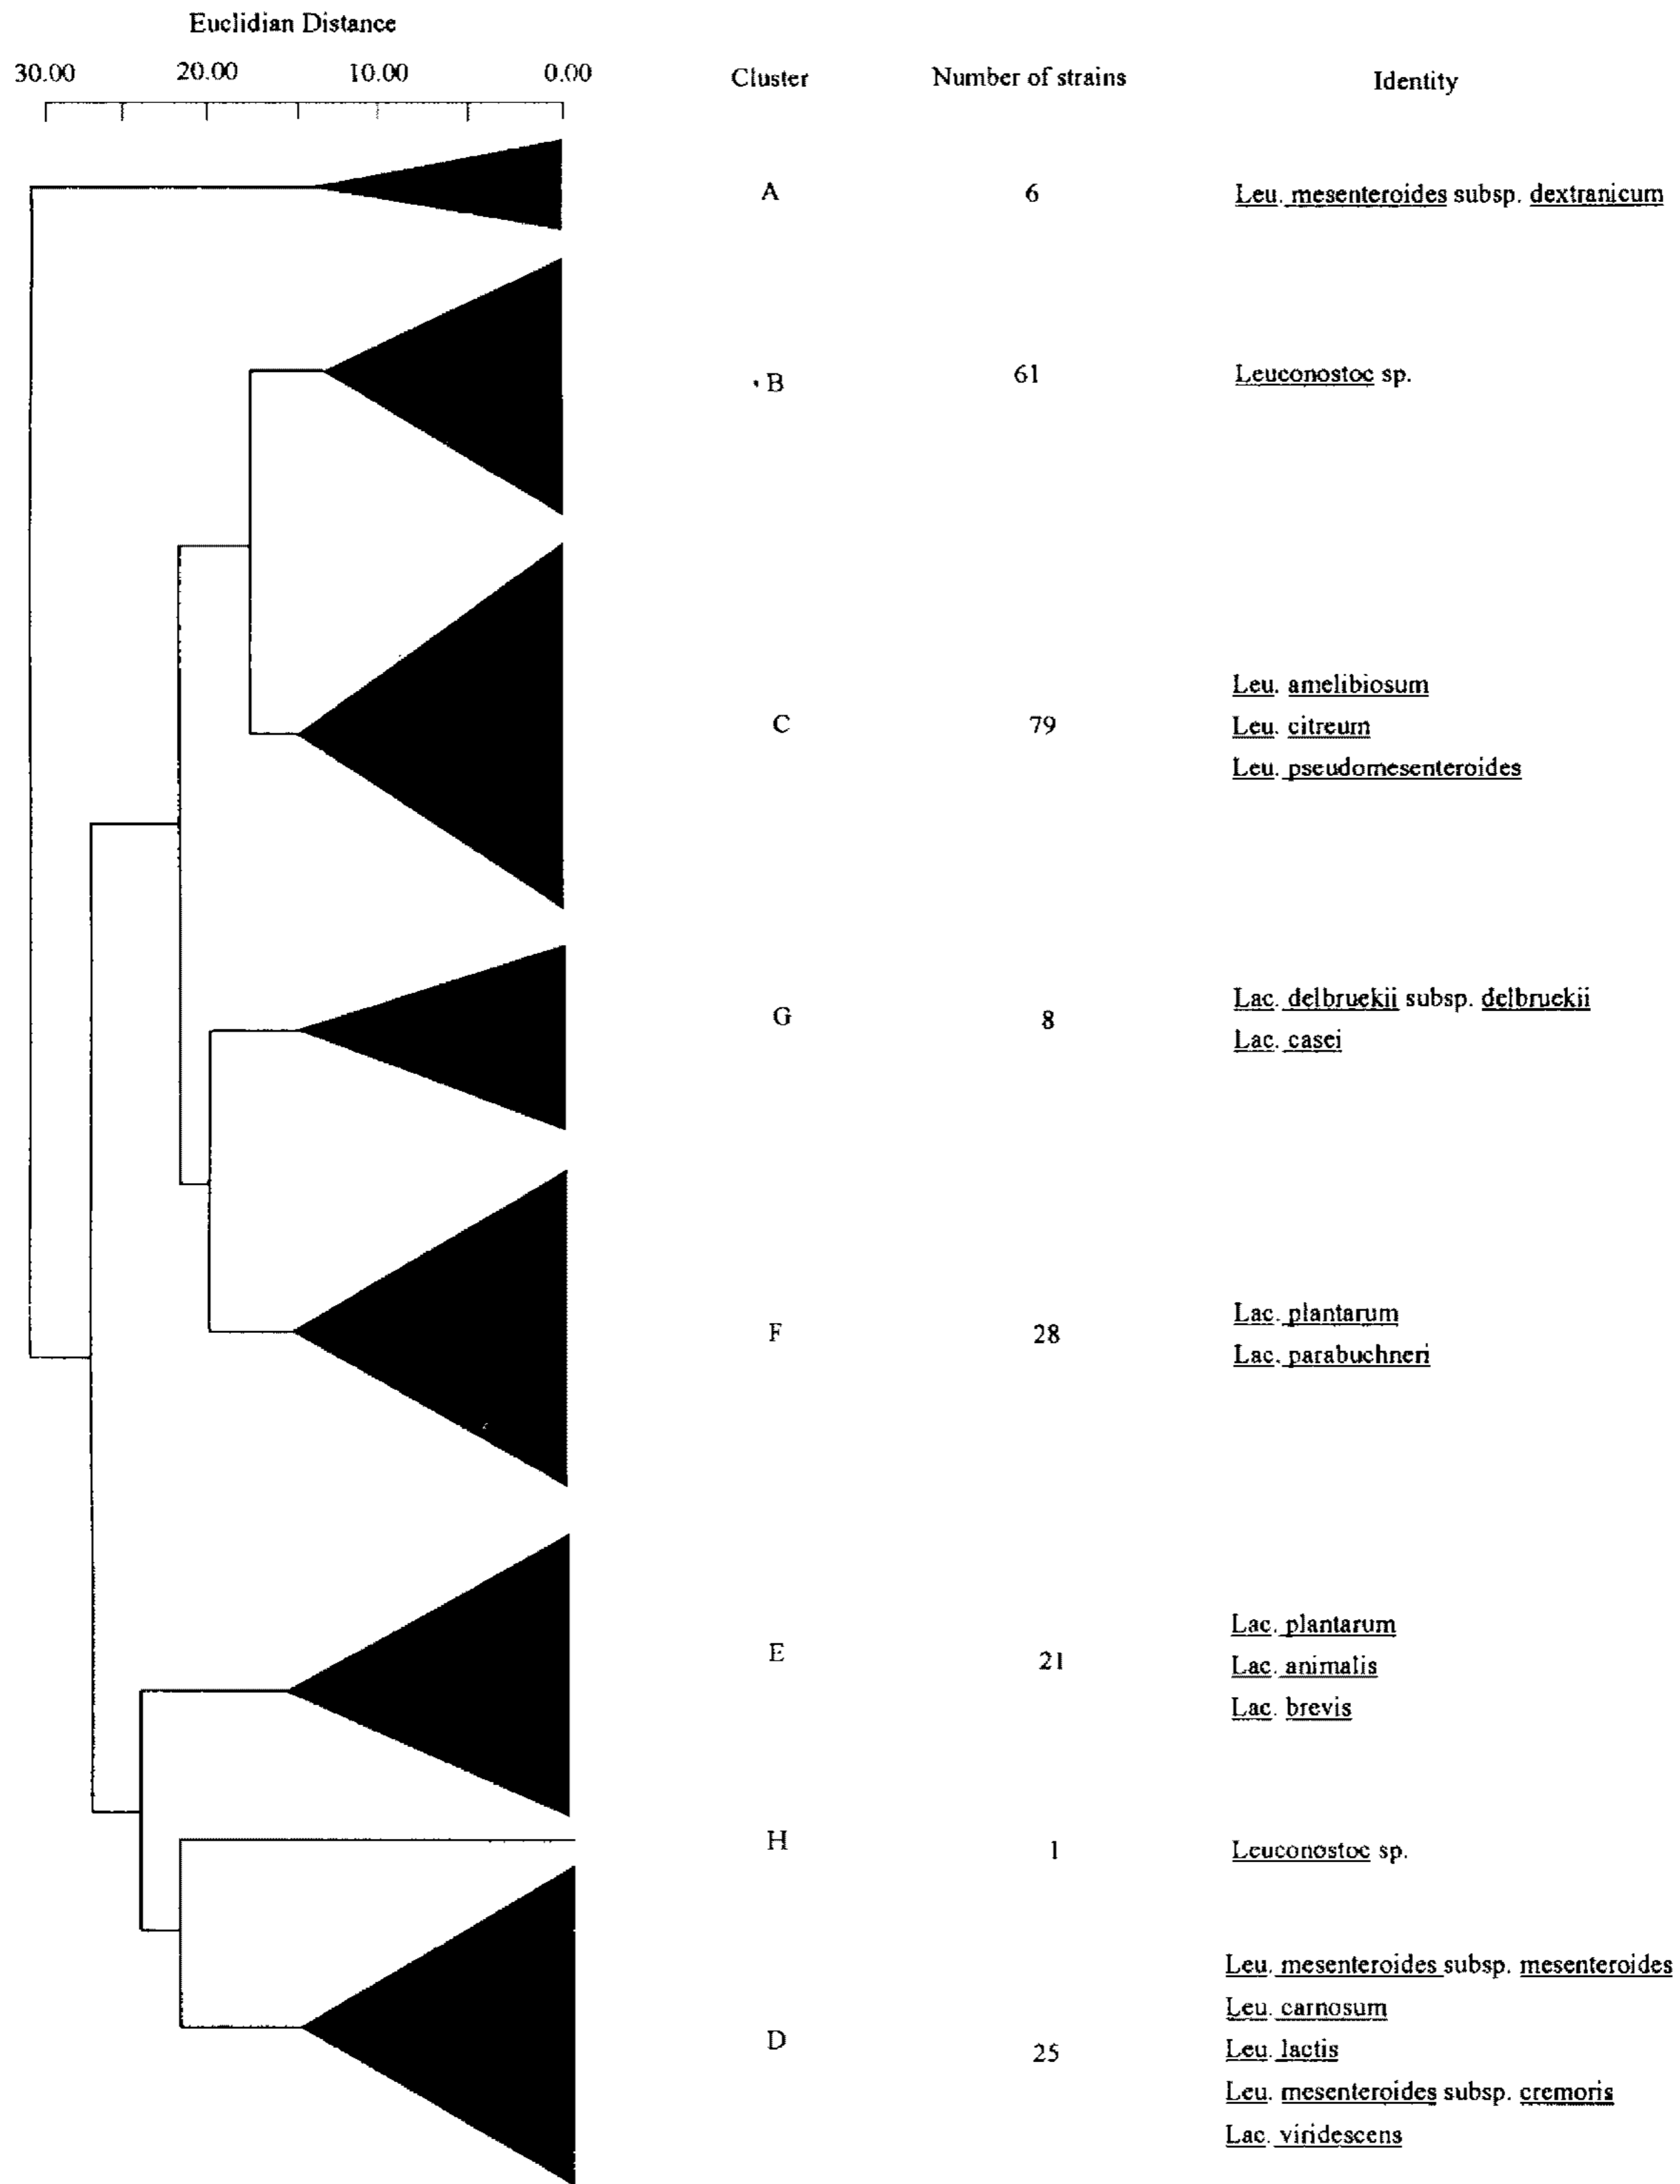 Euclidian Distance
30.00 20.00 10.00 0.00 Cluster Number of strains Identity
A 6 Leu. mesenteroides subsp. dextranicum
B 61 Leuconostoc sp.
Leu. amelibiosum
C 79 Leu. citreum
Leu. pseudomesenteroides
G 8 Lac. delbruekii subsp. delbruekii
Lac. casei
F 28 Lac. plantarum
Lac. parabuchneri
Lac. plantarum
E 21 Lac. animalis
Lac. brevis
H 1 Leuconostoc sp.
Leu. mesenteroides subsp. mesenteroides
Leu. carnosum
D 25 Leu. lactis
Leu. mesenteroides subsp. cremoris
Lac. viridescens